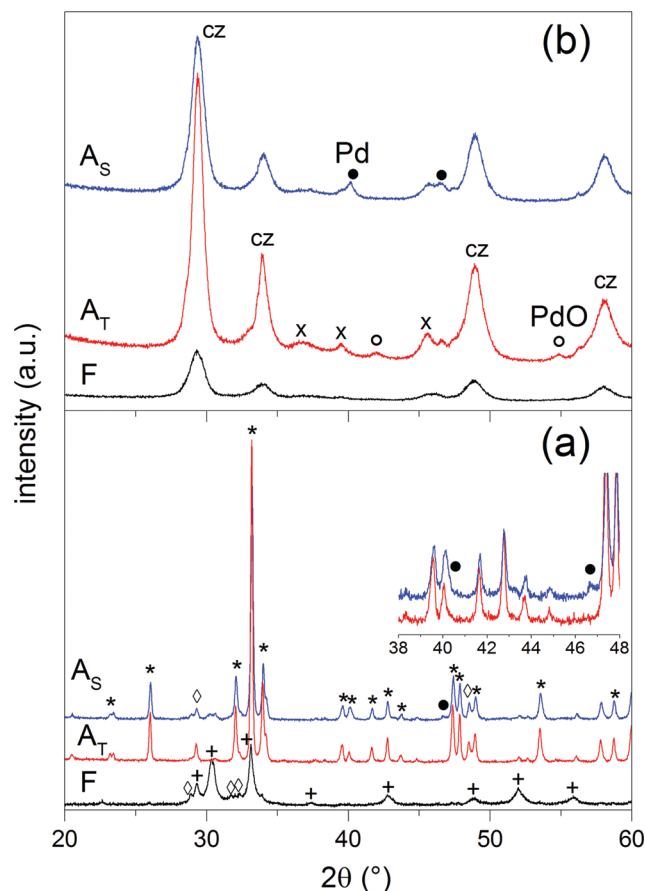 (b)
cz
A_S
Pd
cz
cz
cz
A_T
x x x
PdO
F
(a)
*
38 40 42 44 46 48
A_S
* * * * * * * * * * * * * *
A_T
F
+ + + + + + + +
20 30 40 50 60
2θ (°)
intensity (a.u.)